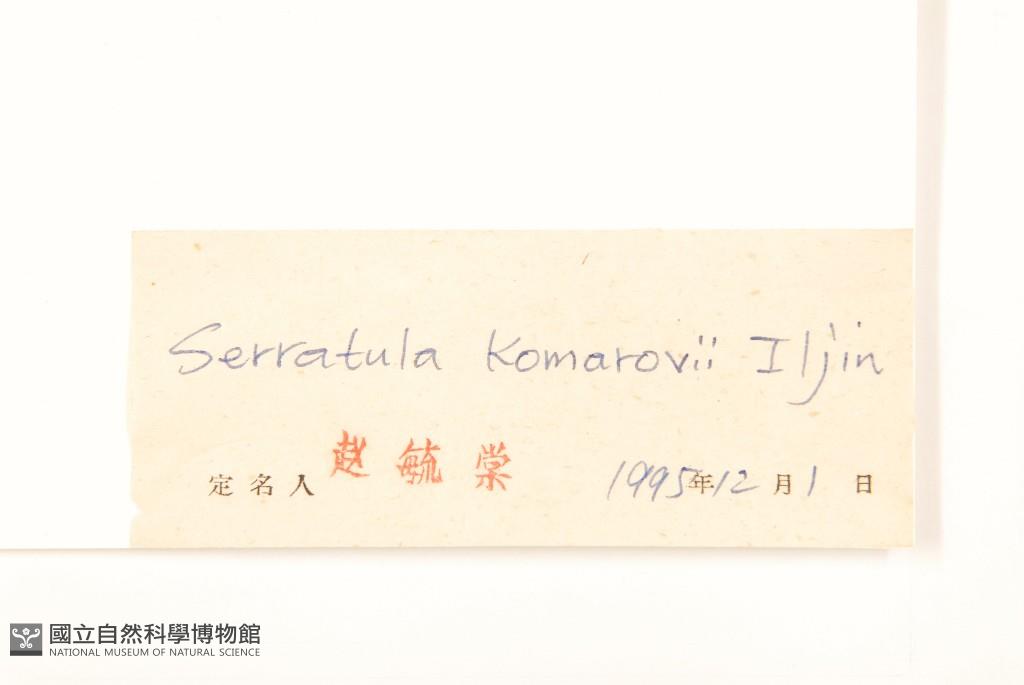 Serratula Komarovii Iljin
定名人 赵毓棠 1995年12月1日
國立自然科學博物館
NATIONAL MUSEUM OF NATURAL SCIENCE